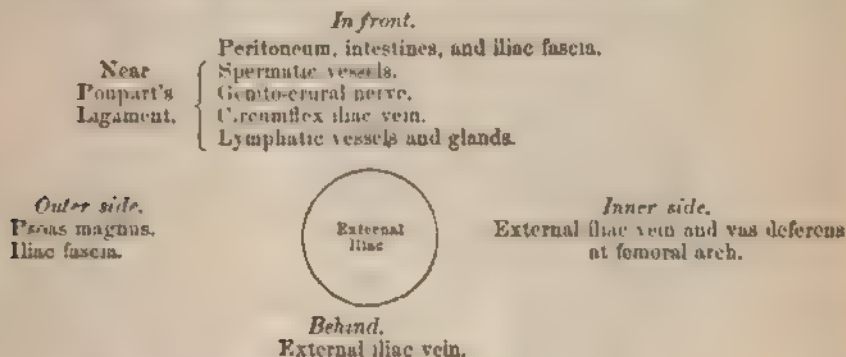 In front.
Peritoneum, intestines, and iliac fascia.
Near
Poupart's
Ligament.
Spermatic vessels.
Genito-crural nerve.
Circumflex iliac vein.
Lymphatic vessels and glands.
Outer side.
Psoas magnus.
Iliac fascia.
External
Iliac
Inner side.
External iliac vein and vas deferens
at femoral arch.
Behind.
External iliac vein.